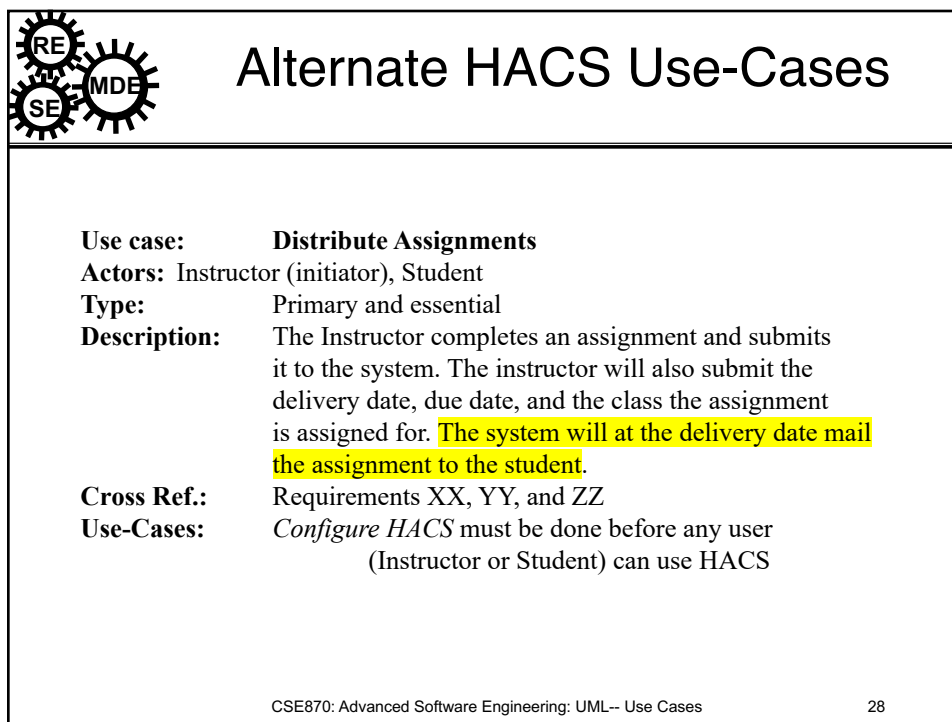 RE
MDE
SE
Alternate HACS Use-Cases
Use case: Distribute Assignments
Actors: Instructor (initiator), Student
Type: Primary and essential
Description: The Instructor completes an assignment and submits
it to the system. The instructor will also submit the
delivery date, due date, and the class the assignment
is assigned for. The system will at the delivery date mail
the assignment to the student.
Cross Ref.: Requirements XX, YY, and ZZ
Use-Cases: Configure HACS must be done before any user
(Instructor or Student) can use HACS
CSE870: Advanced Software Engineering: UML-- Use Cases 28